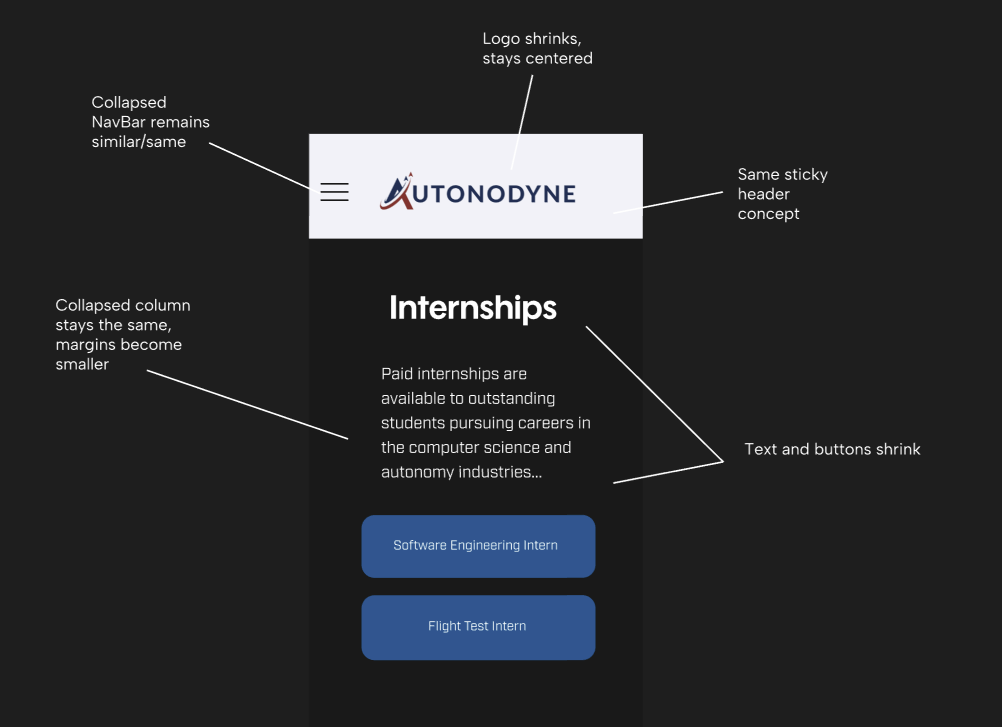 Logo shrinks,
stays centered
Collapsed
NavBar remains
similar/same
AUTONODYNE
Same sticky
header
concept
Internships
Collapsed column
stays the same,
margins become
smaller
Paid internships are
available to outstanding
students pursuing careers in
the computer science and
autonomy industries...
Text and buttons shrink
Software Engineering Intern
Flight Test Intern